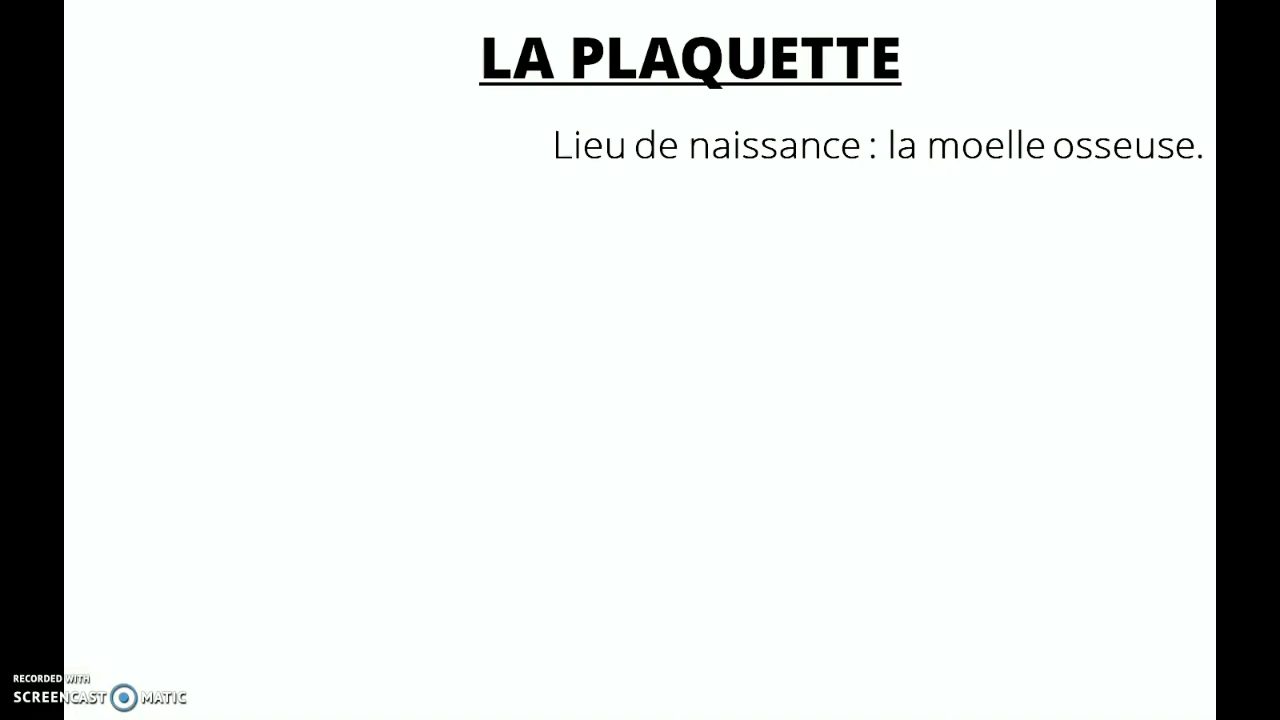 LA PLAQUETTE
Lieu de naissance : la moelle osseuse.
RECORDED WITH
SCREENCAST MATIC